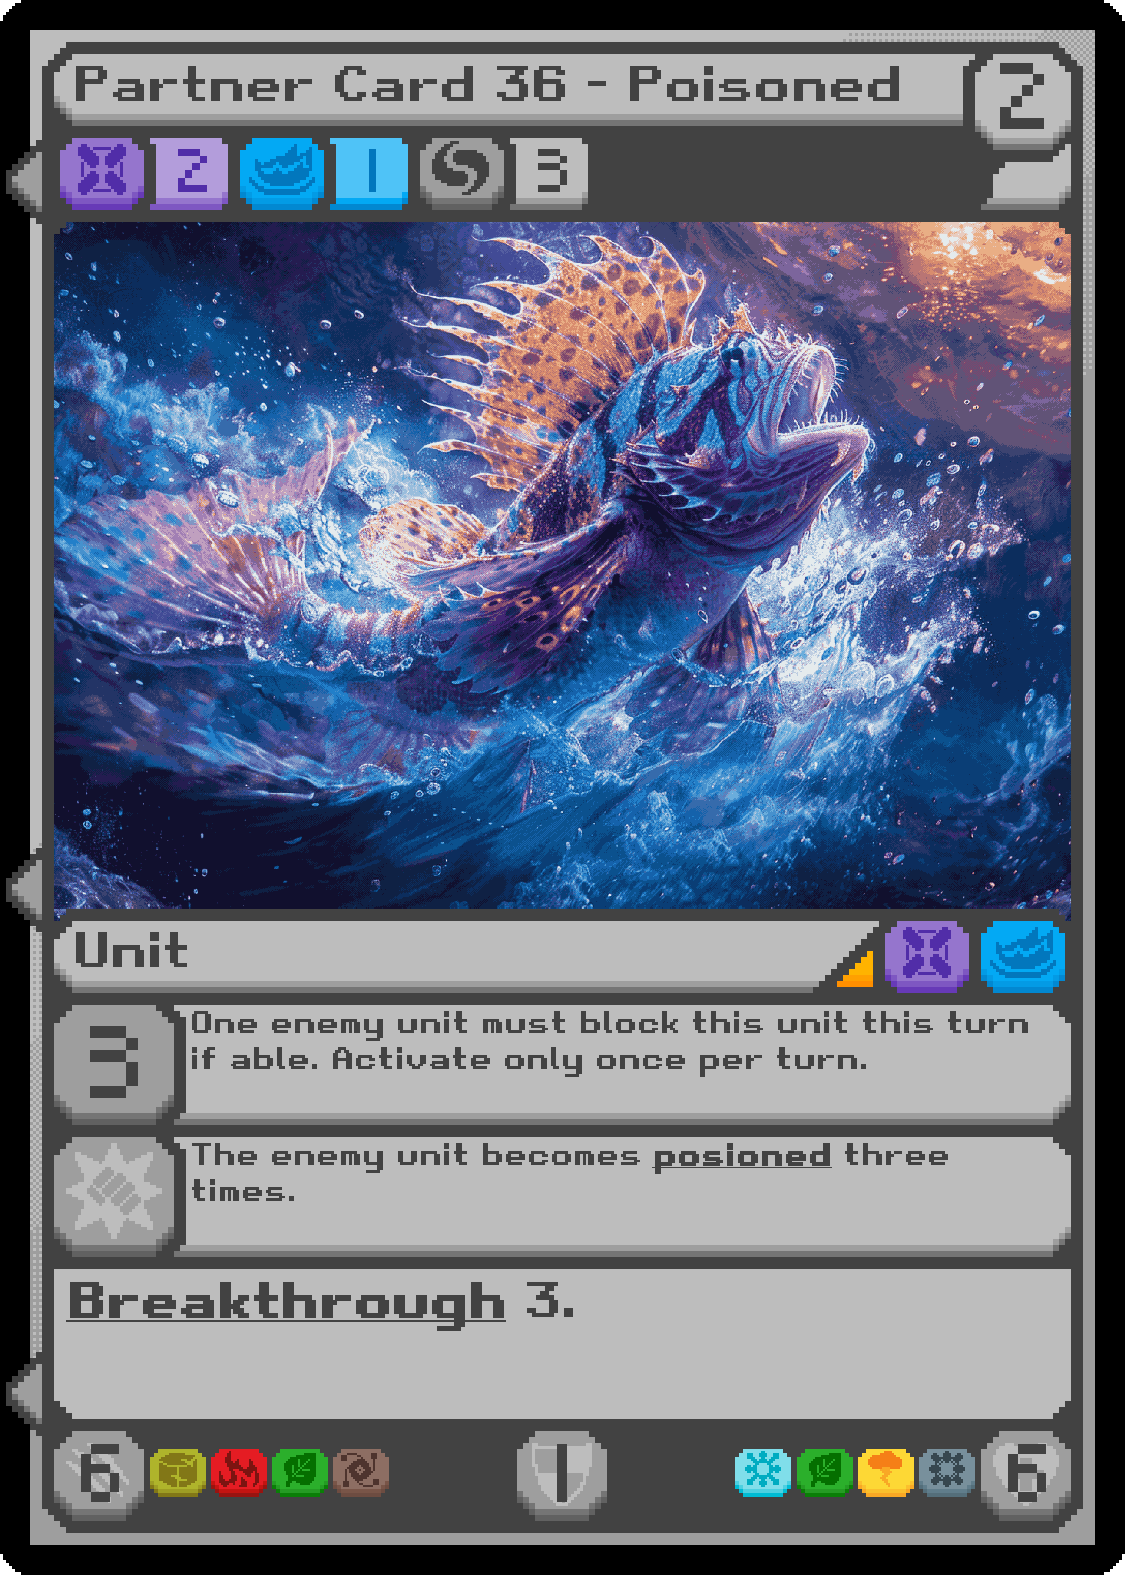 Partner Card 36 - Poisoned
2
2 1 3
Unit
3
One enemy unit must block this unit this turn
if able. Activate only once per turn.
The enemy unit becomes posioned three
times.
Breakthrough 3.
6 1 6